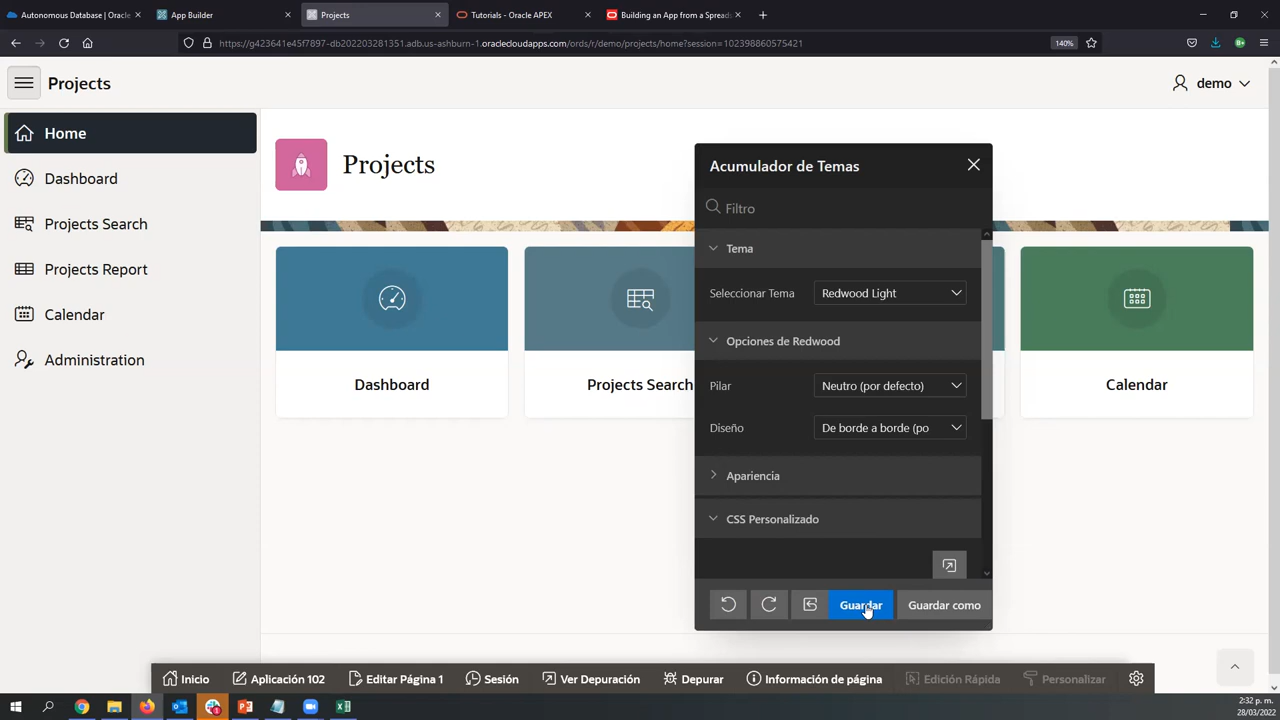 Autonomous Database | Oracle
App Builder
Projects
Tutorials - Oracle APEX
Building an App from a Spreads
https://g423641e45f7897-db202203281351.adb.us-ashburn-1.oraclecloudapps.com/ords/r/demo/projects/home?session=102398860575421
140%
Projects
demo
Home
Dashboard
Projects Search
Projects Report
Calendar
Administration
Projects
Dashboard
Projects Search
Calendar
Acumulador de Temas
Filtro
Tema
Seleccionar Tema
Redwood Light
Opciones de Redwood
Pilar
Neutro (por defecto)
Diseño
De borde a borde (po
Apariencia
CSS Personalizado
Guardar
Guardar como
Inicio
Aplicación 102
Editar Página 1
Sesión
Ver Depuración
Depurar
Información de página
Edición Rápida
Personalizar
2:32 p. m.
28/03/2022